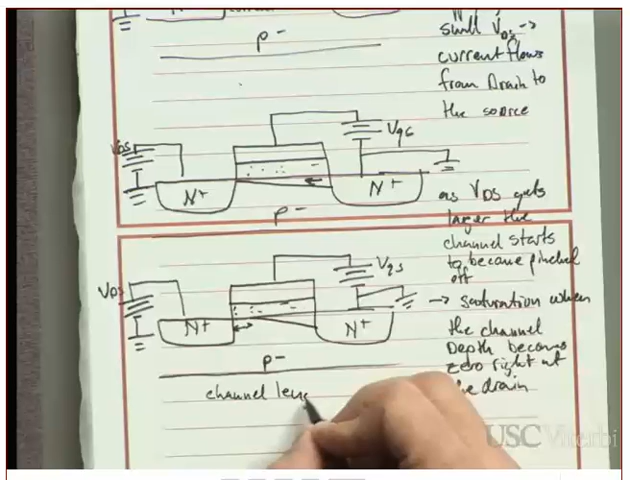 P-
small VDS →
current flows
from Drain to
the source
VDS
Vgs
N+
N+
P-
as VDS gets
larger the
channel starts
to become pinched
off
VDS
Vgs
N+
N+
P-
→ saturation when
the channel
Depth becomes
zero right at
the drain
channel leng
USC Viterbi